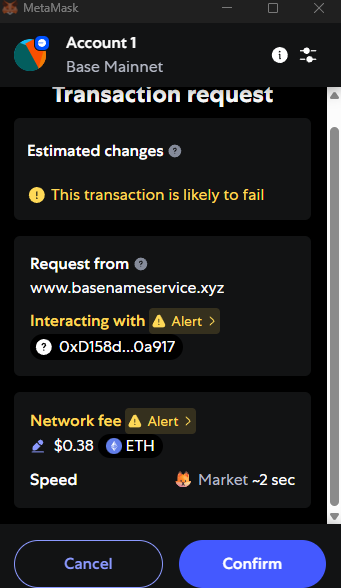 MetaMask
Account 1
Base Mainnet
Transaction request
Estimated changes
This transaction is likely to fail
Request from
www.basenameservice.xyz
Interacting with Alert >
0xD158d...0a917
Network fee Alert >
$0.38 ETH
Speed Market ~2 sec
Cancel Confirm